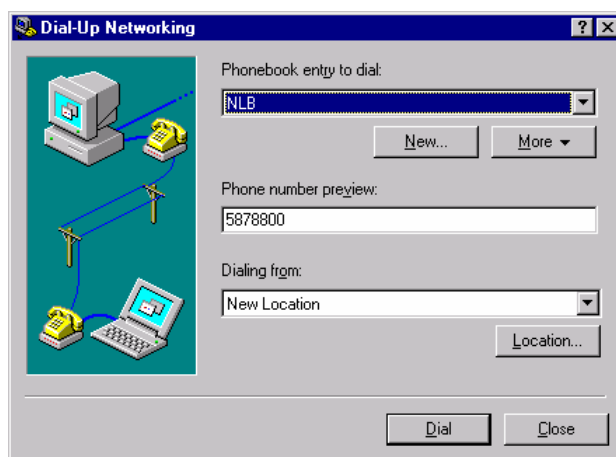 Dial-Up Networking
Phonebook entry to dial:
NLB
New... More
Phone number preview:
5878800
Dialing from:
New Location
Location...
Dial Close